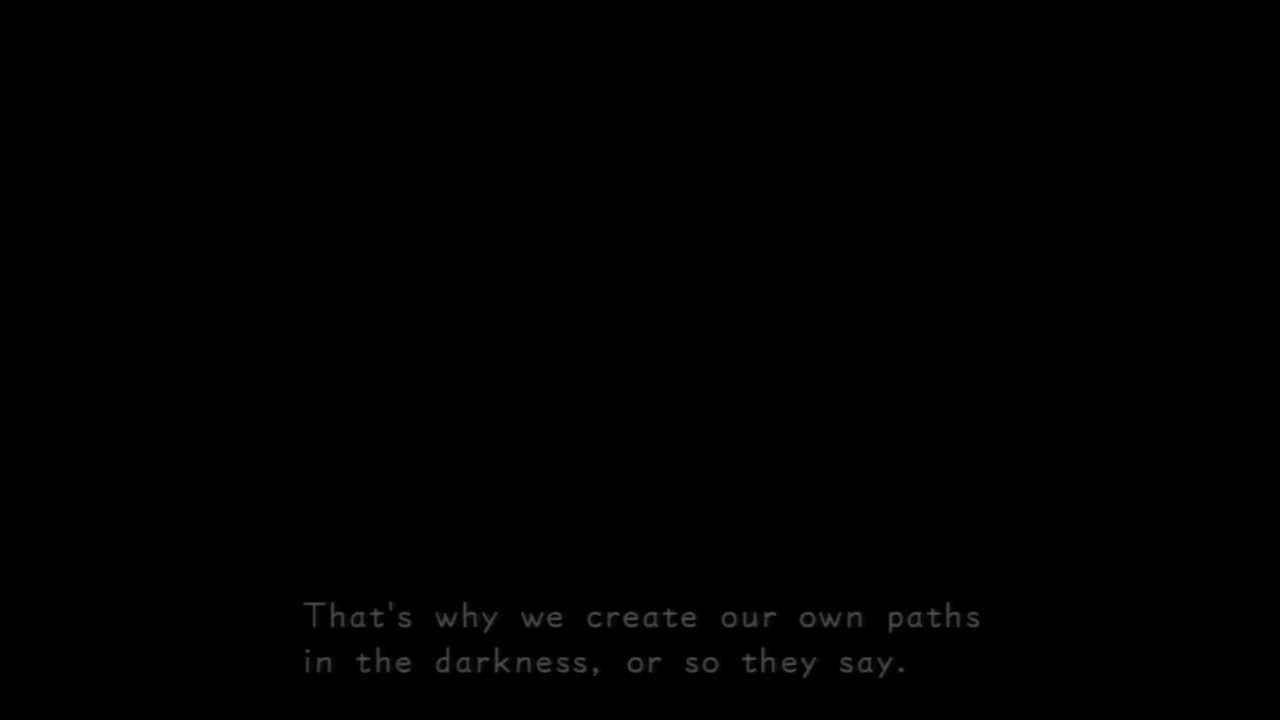 That's why we create our own paths
in the darkness, or so they say.